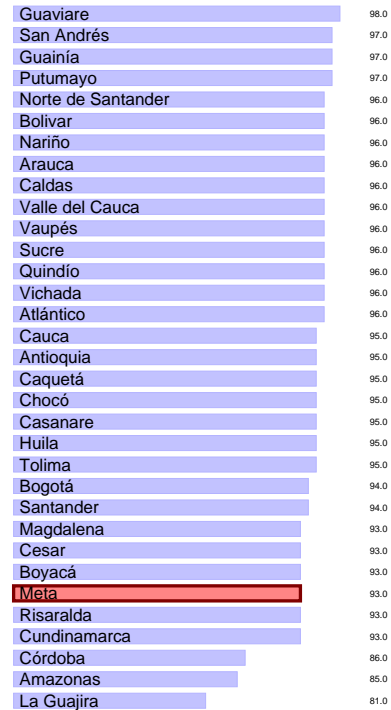 Guaviare 98.0
San Andrés 97.0
Guainía 97.0
Putumayo 97.0
Norte de Santander 96.0
Bolivar 96.0
Nariño 96.0
Arauca 96.0
Caldas 96.0
Valle del Cauca 96.0
Vaupés 96.0
Sucre 96.0
Quindío 96.0
Vichada 96.0
Atlántico 96.0
Cauca 95.0
Antioquia 95.0
Caquetá 95.0
Chocó 95.0
Casanare 95.0
Huila 95.0
Tolima 95.0
Bogotá 94.0
Santander 94.0
Magdalena 93.0
Cesar 93.0
Boyacá 93.0
Meta 93.0
Risaralda 93.0
Cundinamarca 93.0
Córdoba 86.0
Amazonas 85.0
La Guajira 81.0